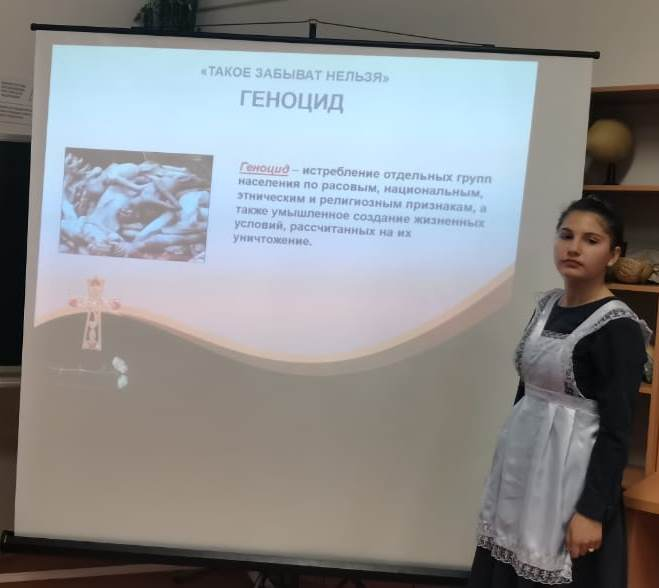 «ТАКОЕ ЗАБЫВАТ НЕЛЬЗЯ»
ГЕНОЦИД
Геноцид – истребление отдельных групп
населения по расовым, национальным,
этническим и религиозным признакам, а
также умышленное создание жизненных
условий, рассчитанных на их
уничтожение.